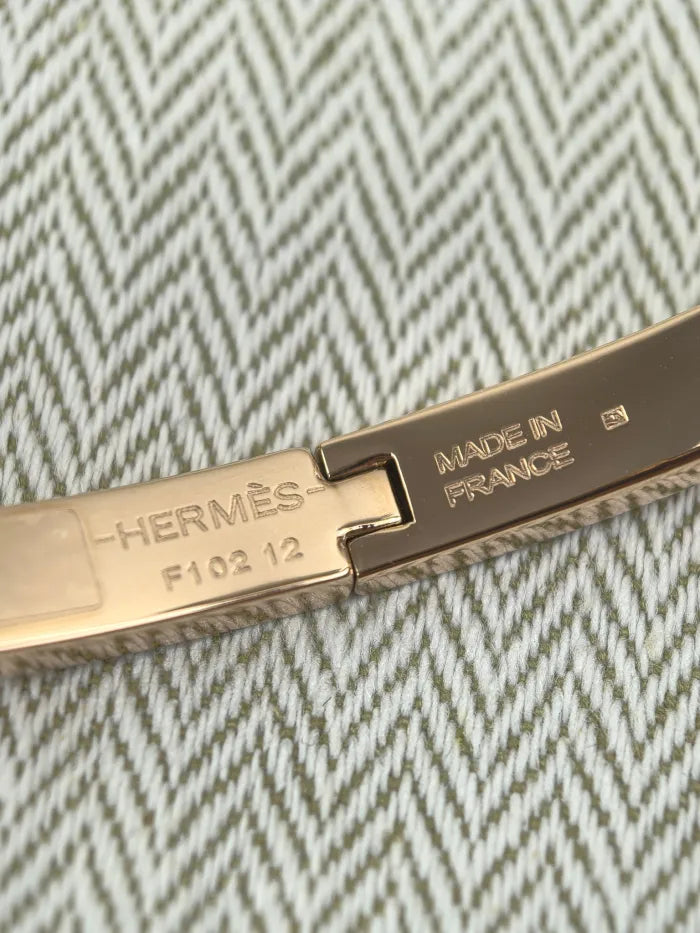 -HERMÈS-
F102 12
MADE IN
FRANCE